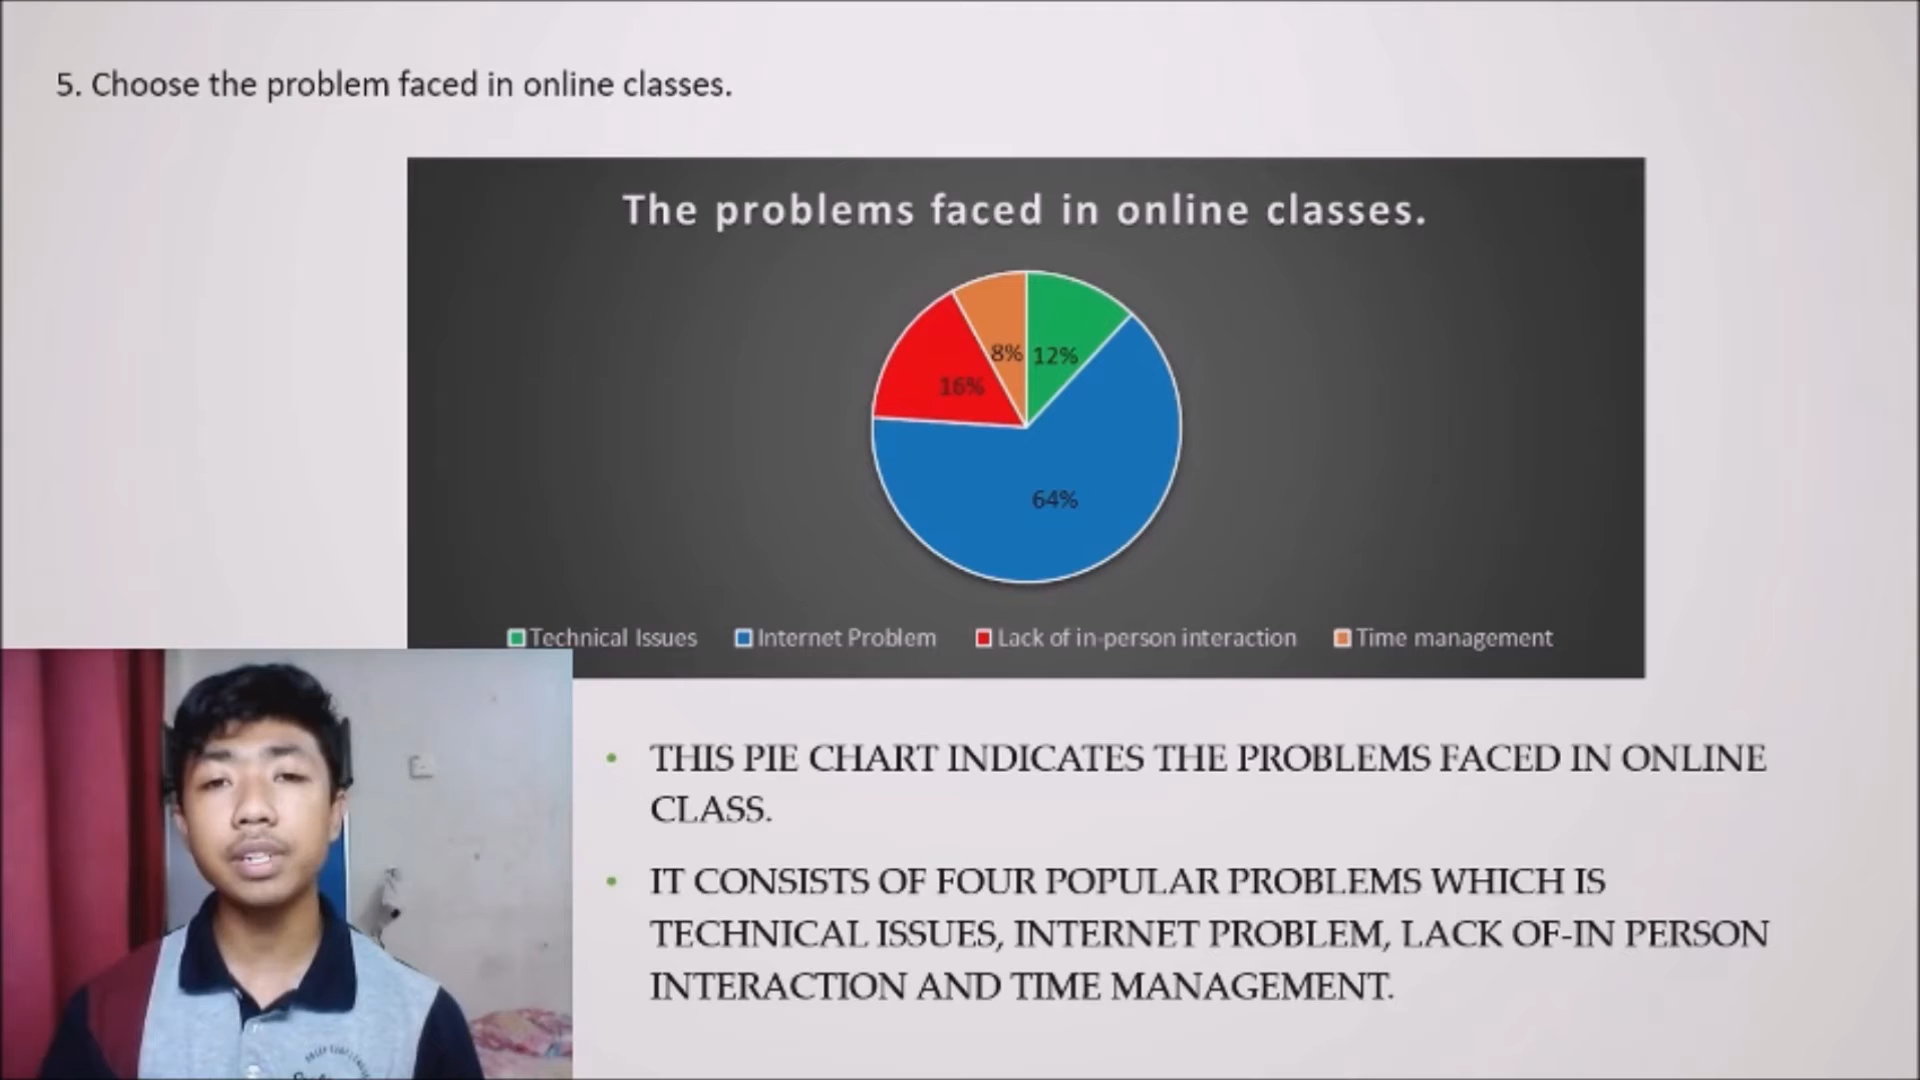 5. Choose the problem faced in online classes.
The problems faced in online classes.
8%
12%
16%
64%
Technical Issues
Internet Problem
Lack of in-person interaction
Time management
• THIS PIE CHART INDICATES THE PROBLEMS FACED IN ONLINE
CLASS.
• IT CONSISTS OF FOUR POPULAR PROBLEMS WHICH IS
TECHNICAL ISSUES, INTERNET PROBLEM, LACK OF-IN PERSON
INTERACTION AND TIME MANAGEMENT.